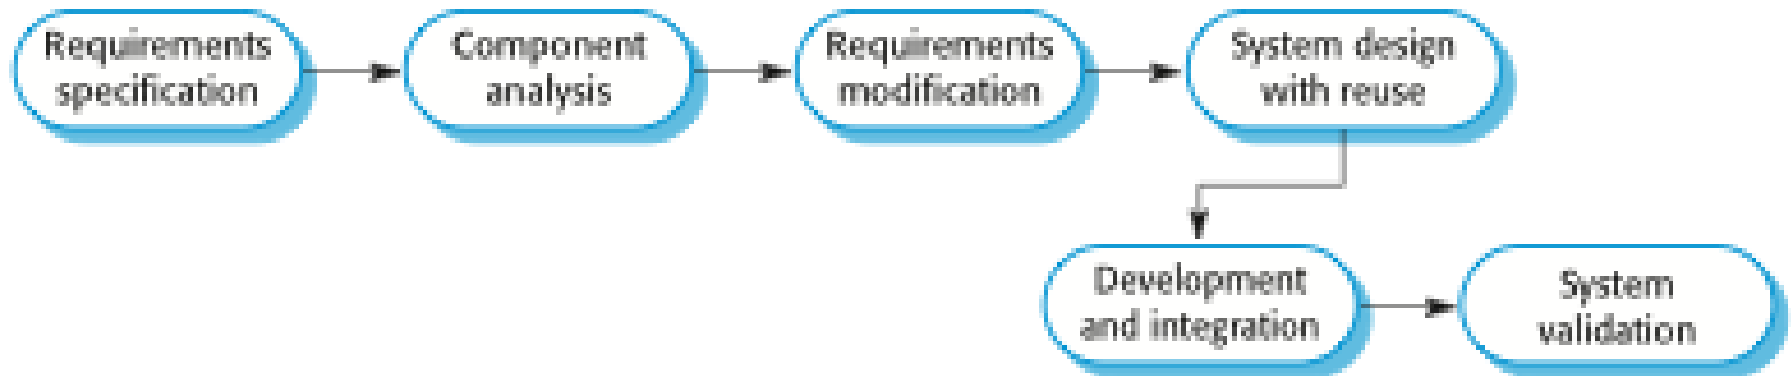 Requirements
specification
Component
analysis
Requirements
modification
System design
with reuse
Development
and integration
System
validation